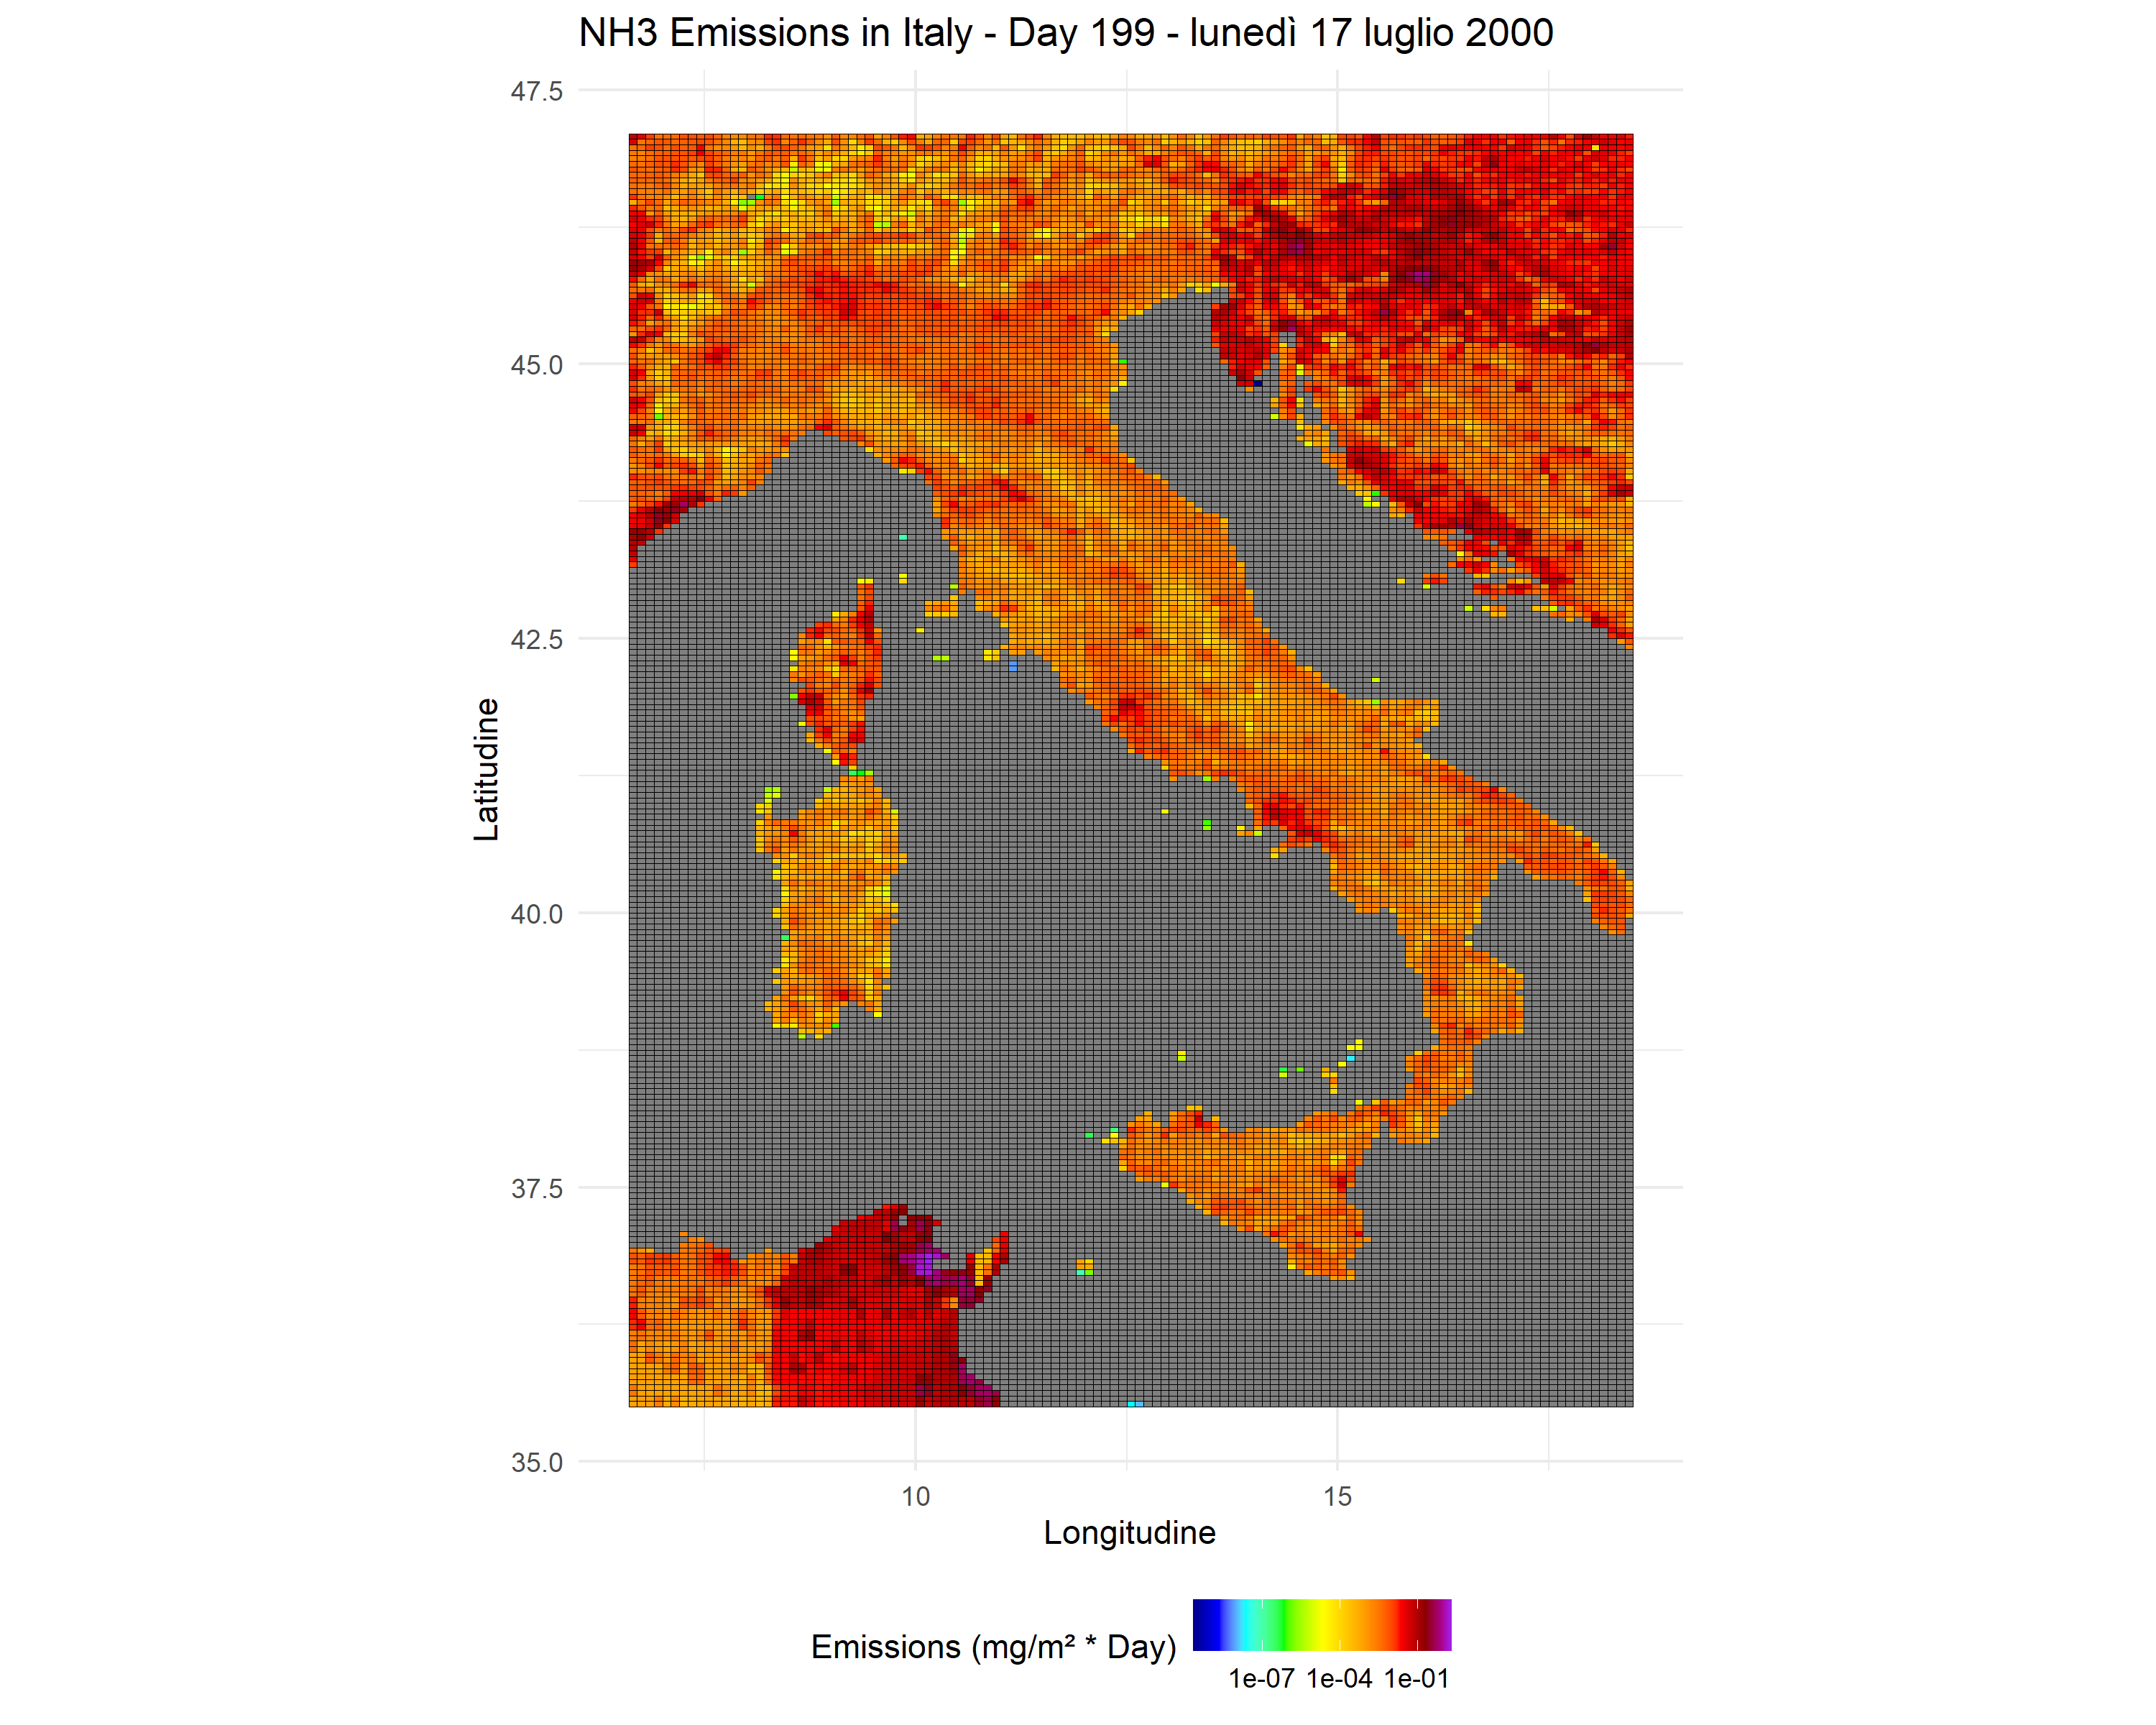 NH3 Emissions in Italy - Day 199 - lunedì 17 luglio 2000
47.5
45.0
42.5
40.0
37.5
35.0
Latitudine
10 15
Longitudine
Emissions (mg/m² * Day)
1e-07 1e-04 1e-01